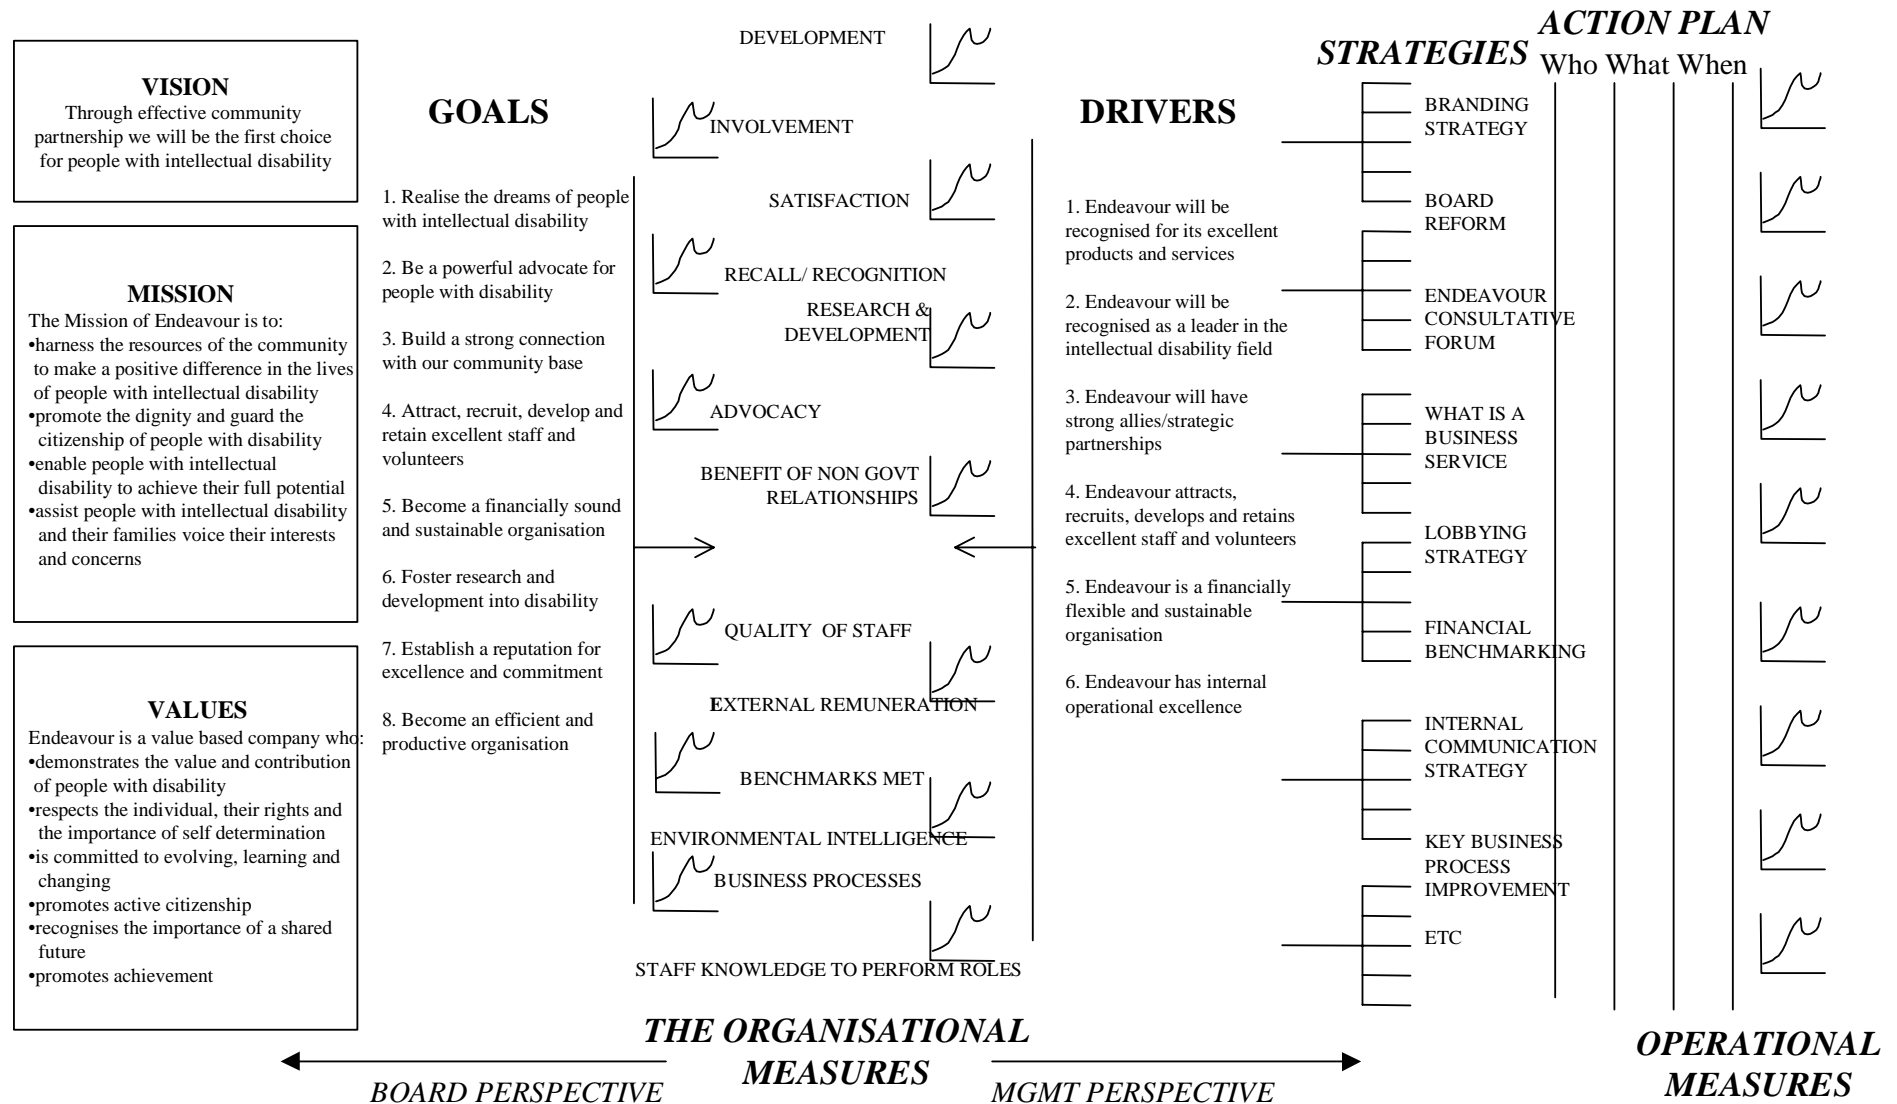 VISION
Through effective community
partnership we will be the first choice
for people with intellectual disability
MISSION
The Mission of Endeavour is to:
•harness the resources of the community
to make a positive difference in the lives
of people with intellectual disability
•promote the dignity and guard the
citizenship of people with disability
•enable people with intellectual
disability to achieve their full potential
•assist people with intellectual disability
and their families voice their interests
and concerns
VALUES
Endeavour is a value based company who:
•demonstrates the value and contribution
of people with disability
•respects the individual, their rights and
the importance of self determination
•is committed to evolving, learning and
changing
•promotes active citizenship
•recognises the importance of a shared
future
•promotes achievement
GOALS
1. Realise the dreams of people
with intellectual disability
2. Be a powerful advocate for
people with disability
3. Build a strong connection
with our community base
4. Attract, recruit, develop and
retain excellent staff and
volunteers
5. Become a financially sound
and sustainable organisation
6. Foster research and
development into disability
7. Establish a reputation for
excellence and commitment
8. Become an efficient and
productive organisation
DEVELOPMENT
INVOLVEMENT
SATISFACTION
RECALL/ RECOGNITION
RESEARCH &
DEVELOPMENT
ADVOCACY
BENEFIT OF NON GOVT
RELATIONSHIPS
QUALITY OF STAFF
EXTERNAL REMUNERATION
BENCHMARKS MET
ENVIRONMENTAL INTELLIGENCE
BUSINESS PROCESSES
STAFF KNOWLEDGE TO PERFORM ROLES
THE ORGANISATIONAL
MEASURES
BOARD PERSPECTIVE
MGMT PERSPECTIVE
DRIVERS
1. Endeavour will be
recognised for its excellent
products and services
2. Endeavour will be
recognised as a leader in the
intellectual disability field
3. Endeavour will have
strong allies/strategic
partnerships
4. Endeavour attracts,
recruits, develops and retains
excellent staff and volunteers
5. Endeavour is a financially
flexible and sustainable
organisation
6. Endeavour has internal
operational excellence
STRATEGIES
BRANDING
STRATEGY
BOARD
REFORM
ENDEAVOUR
CONSULTATIVE
FORUM
WHAT IS A
BUSINESS
SERVICE
LOBBYING
STRATEGY
FINANCIAL
BENCHMARKING
INTERNAL
COMMUNICATION
STRATEGY
KEY BUSINESS
PROCESS
IMPROVEMENT
ETC
ACTION PLAN
Who What When
OPERATIONAL
MEASURES